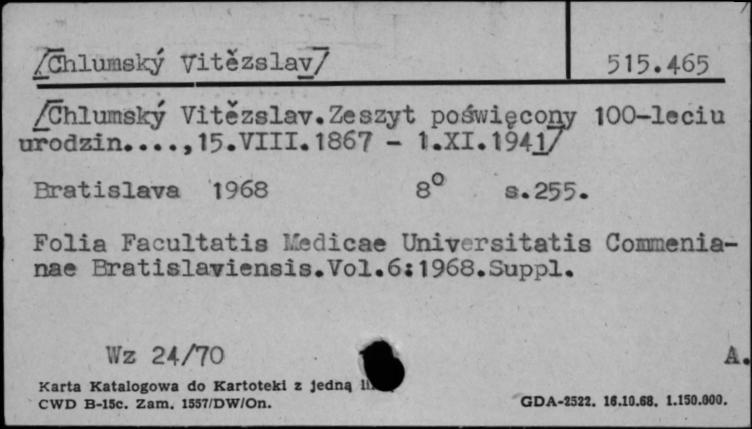 [Chlumský Vitězslav]
515.465
[Chlumský Vitězslav.Zeszyt poświęcony 100-leciu
urodzin....,15.VIII.1867 - 1.XI.1941]
Bratislava 1968 8° s.255.
Folia Facultatis Medicae Universitatis Commenia-
nae Bratislaviensis.Vol.6:1968.Suppl.
Wz 24/70
A.
Karta Katalogowa do Kartoteki z jedną
CWD B-15c. Zam. 1557/DW/On.
GDA-2522. 16.10.68. 1.150.000.